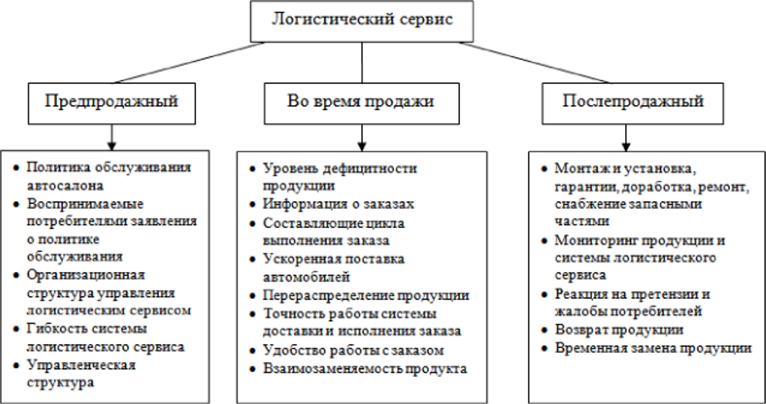 Логистический сервис
Предпродажный
Во время продажи
Послепродажный
• Политика обслуживания
автосалона
• Воспринимаемые
потребителями заявления
о политике
обслуживания
• Организационная
структура управления
логистическим сервисом
• Гибкость системы
логистического сервиса
• Управленческая
структура
• Уровень дефицитности
продукции
• Информация о заказах
• Составляющие цикла
выполнения заказа
• Ускоренная поставка
автомобилей
• Перераспределение продукции
• Точность работы системы
доставки и исполнения заказа
• Удобство работы с заказом
• Взаимозаменяемость продукта
• Монтаж и установка,
гарантии, доработка, ремонт,
снабжение запасными
частями
• Мониторинг продукции и
системы логистического
сервиса
• Реакция на претензии и
жалобы потребителей
• Возврат продукции
• Временная замена продукции